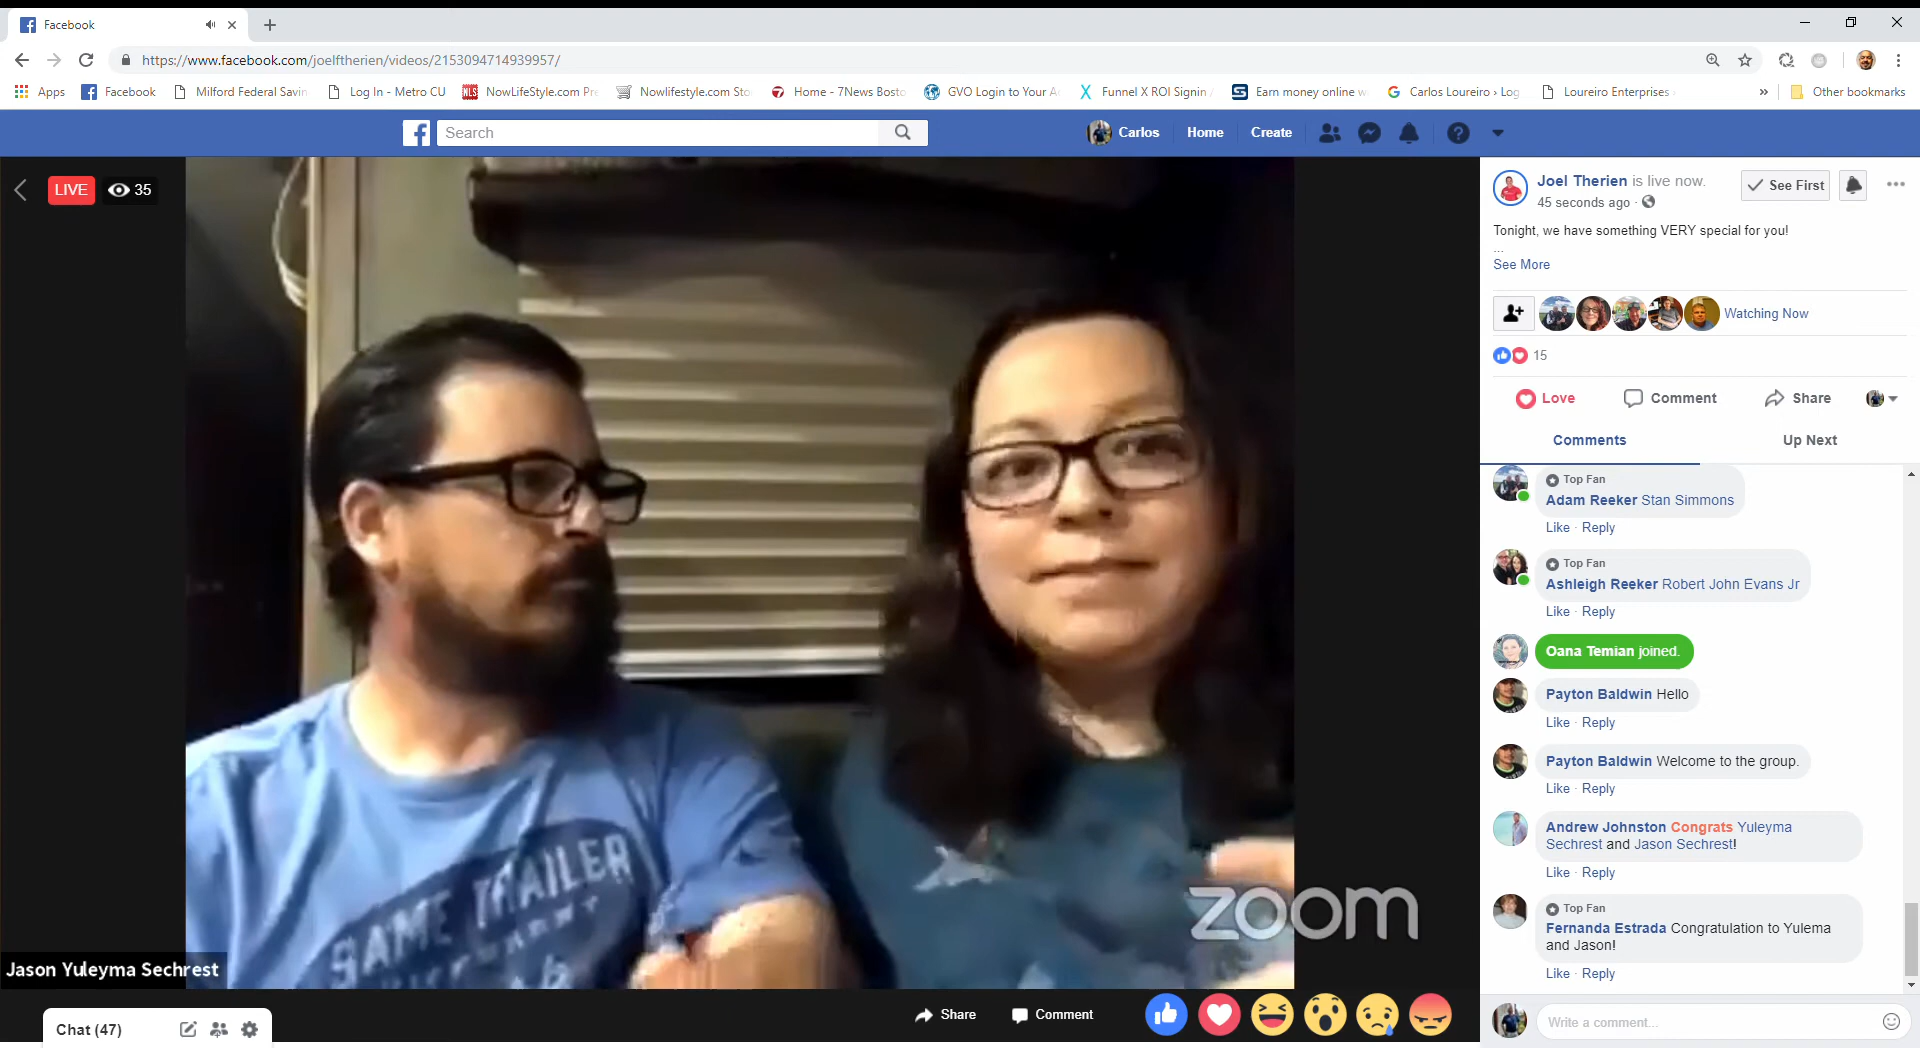 Facebook
https://www.facebook.com/joelftherien/videos/2153094714939957/
Apps
Facebook
Milford Federal Savin
Log In - Metro CU
NLS
NowLifeStyle.com Pre
Nowlifestyle.com Sto
Home - 7News Bosto
GVO Login to Your A
Funnel X ROI Signin
Earn money online w
Carlos Loureiro › Log
Loureiro Enterprises
»
Other bookmarks
Search
Carlos
Home
Create
LIVE
35
Joel Therien is live now.
45 seconds ago ·
See First
Tonight, we have something VERY special for you!
...
See More
Watching Now
15
Love
Comment
Share
Comments
Up Next
Top Fan
Adam Reeker Stan Simmons
Like · Reply
Top Fan
Ashleigh Reeker Robert John Evans Jr
Like · Reply
Oana Temian joined.
Payton Baldwin Hello
Like · Reply
Payton Baldwin Welcome to the group.
Like · Reply
Andrew Johnston Congrats Yuleyma
Sechrest and Jason Sechrest!
Like · Reply
Top Fan
Fernanda Estrada Congratulation to Yulema
and Jason!
Like · Reply
Write a comment...
TRAILER
zoom
Jason Yuleyma Sechrest
Share
Comment
Chat (47)